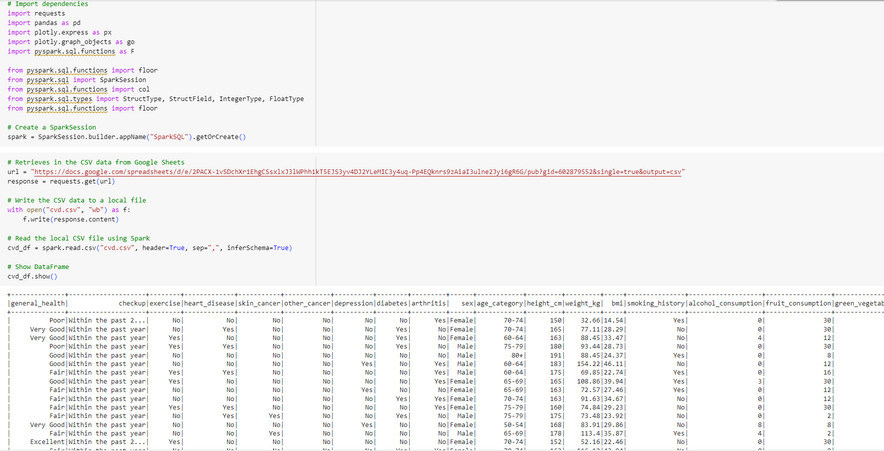 # Import dependencies
import requests
import pandas as pd
import plotly.express as px
import plotly.graph_objects as go
import pyspark.sql.functions as F
from pyspark.sql.functions import floor
from pyspark.sql import SparkSession
from pyspark.sql.functions import col
from pyspark.sql.types import StructType, StructField, IntegerType, FloatType
from pyspark.sql.functions import floor
# Create a SparkSession
spark = SparkSession.builder.appName("SparkSQL").getOrCreate()
# Retrieves in the CSV data from Google Sheets
url = "https://docs.google.com/spreadsheets/d/e/
response = requests.get(url)
# Write the CSV data to a local file
with open("cvd.csv", "wb") as f:
f.write(response.content)
# Read the local CSV file using Spark
cvd_df = spark.read.csv("cvd.csv", header=True, sep=",", inferSchema=True)
# Show DataFrame
cvd_df.show()
|general_health| checkup|exercise|heart_disease|skin_cancer|other_cancer|depression|diabetes|arthritis| sex|age_category|height_cm|weight_kg| bmi|smoking_history|alcohol_consumption|fruit_consumption|green_vegetab
| Poor|Within the past 2...| No| No| No| No| No| No| Yes|Female| 70-74| 150| 32.66|14.54| Yes| 0| 30|
| Very Good|Within the past year| No| Yes| No| No| No| Yes| No|Female| 70-74| 165| 77.11|28.29| No| 0| 30|
| Very Good|Within the past year| Yes| No| No| No| No| Yes| No|Female| 60-64| 163| 88.45|33.47| No| 4| 12|
| Poor|Within the past year| Yes| Yes| No| No| No| Yes| No| Male| 75-79| 180| 93.44|28.73| No| 0| 30|
| Good|Within the past year| No| No| No| No| No| No| No| Male| 80+| 191| 88.45|24.37| Yes| 0| 8|
| Good|Within the past year| No| No| No| No| Yes| No| Yes| Male| 60-64| 183| 154.22|46.11| No| 0| 12|
| Fair|Within the past year| Yes| Yes| No| No| No| No| Yes| Male| 60-64| 175| 69.85|22.74| Yes| 0| 16|
| Good|Within the past year| Yes| No| No| No| No| No| Yes|Female| 65-69| 165| 108.86|39.94| Yes| 3| 30|
| Fair|Within the past year| No| No| No| No| Yes| No| No|Female| 65-69| 163| 72.57|27.46| Yes| 0| 12|
| Fair|Within the past year| No| No| No| No| No| Yes| Yes|Female| 70-74| 163| 91.63|34.67| No| 0| 12|
| Fair|Within the past year| Yes| Yes| No| No| No| No| Yes|Female| 75-79| 160| 74.84|29.23| No| 0| 30|
| Fair|Within the past year| Yes| Yes| Yes| No| No| No| No| Male| 75-79| 175| 73.48|23.92| No| 0| 2|
| Very Good|Within the past year| No| No| No| No| Yes| No| No|Female| 50-54| 168| 83.91|29.86| No| 8| 8|
| Fair|Within the past year| No| No| Yes| No| No| No| No| Male| 65-69| 178| 113.4|35.87| Yes| 4| 2|
| Excellent|Within the past 2...| Yes| No| No| No| No| No| No|Female| 70-74| 152| 52.16|22.46| No| 0| 30|